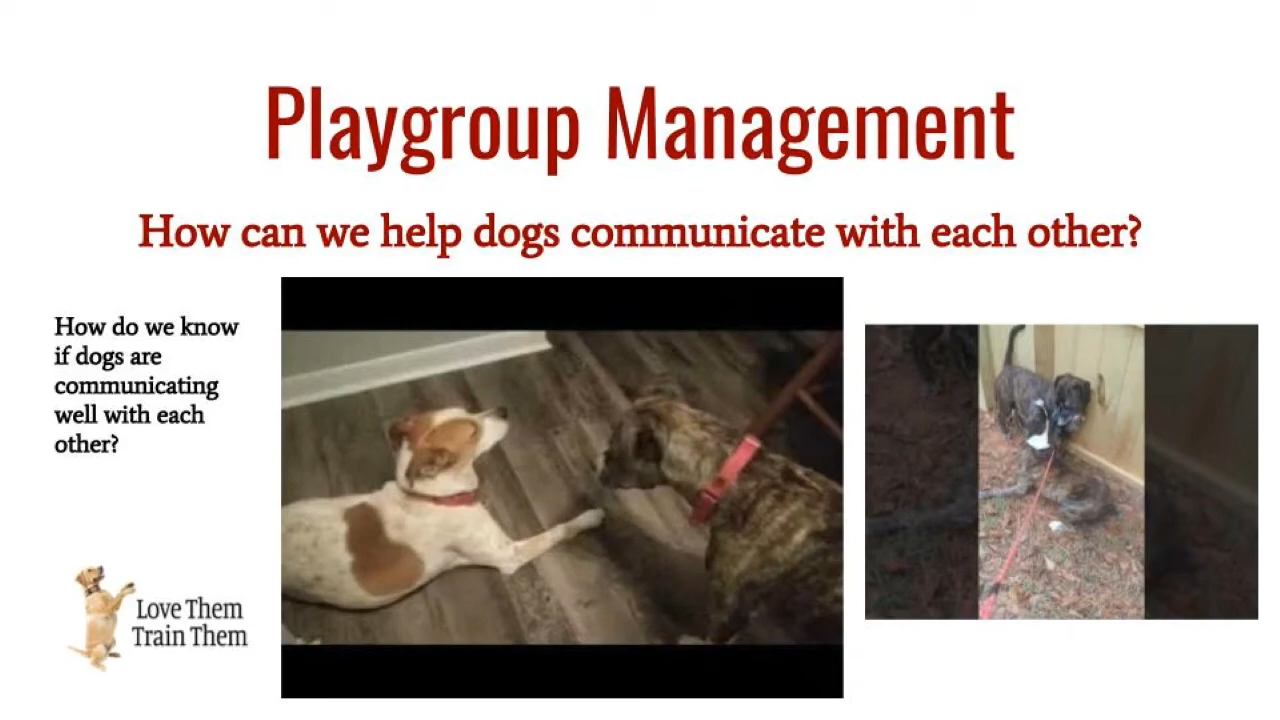 Playgroup Management
How can we help dogs communicate with each other?
How do we know
if dogs are
communicating
well with each
other?
Love Them
Train Them